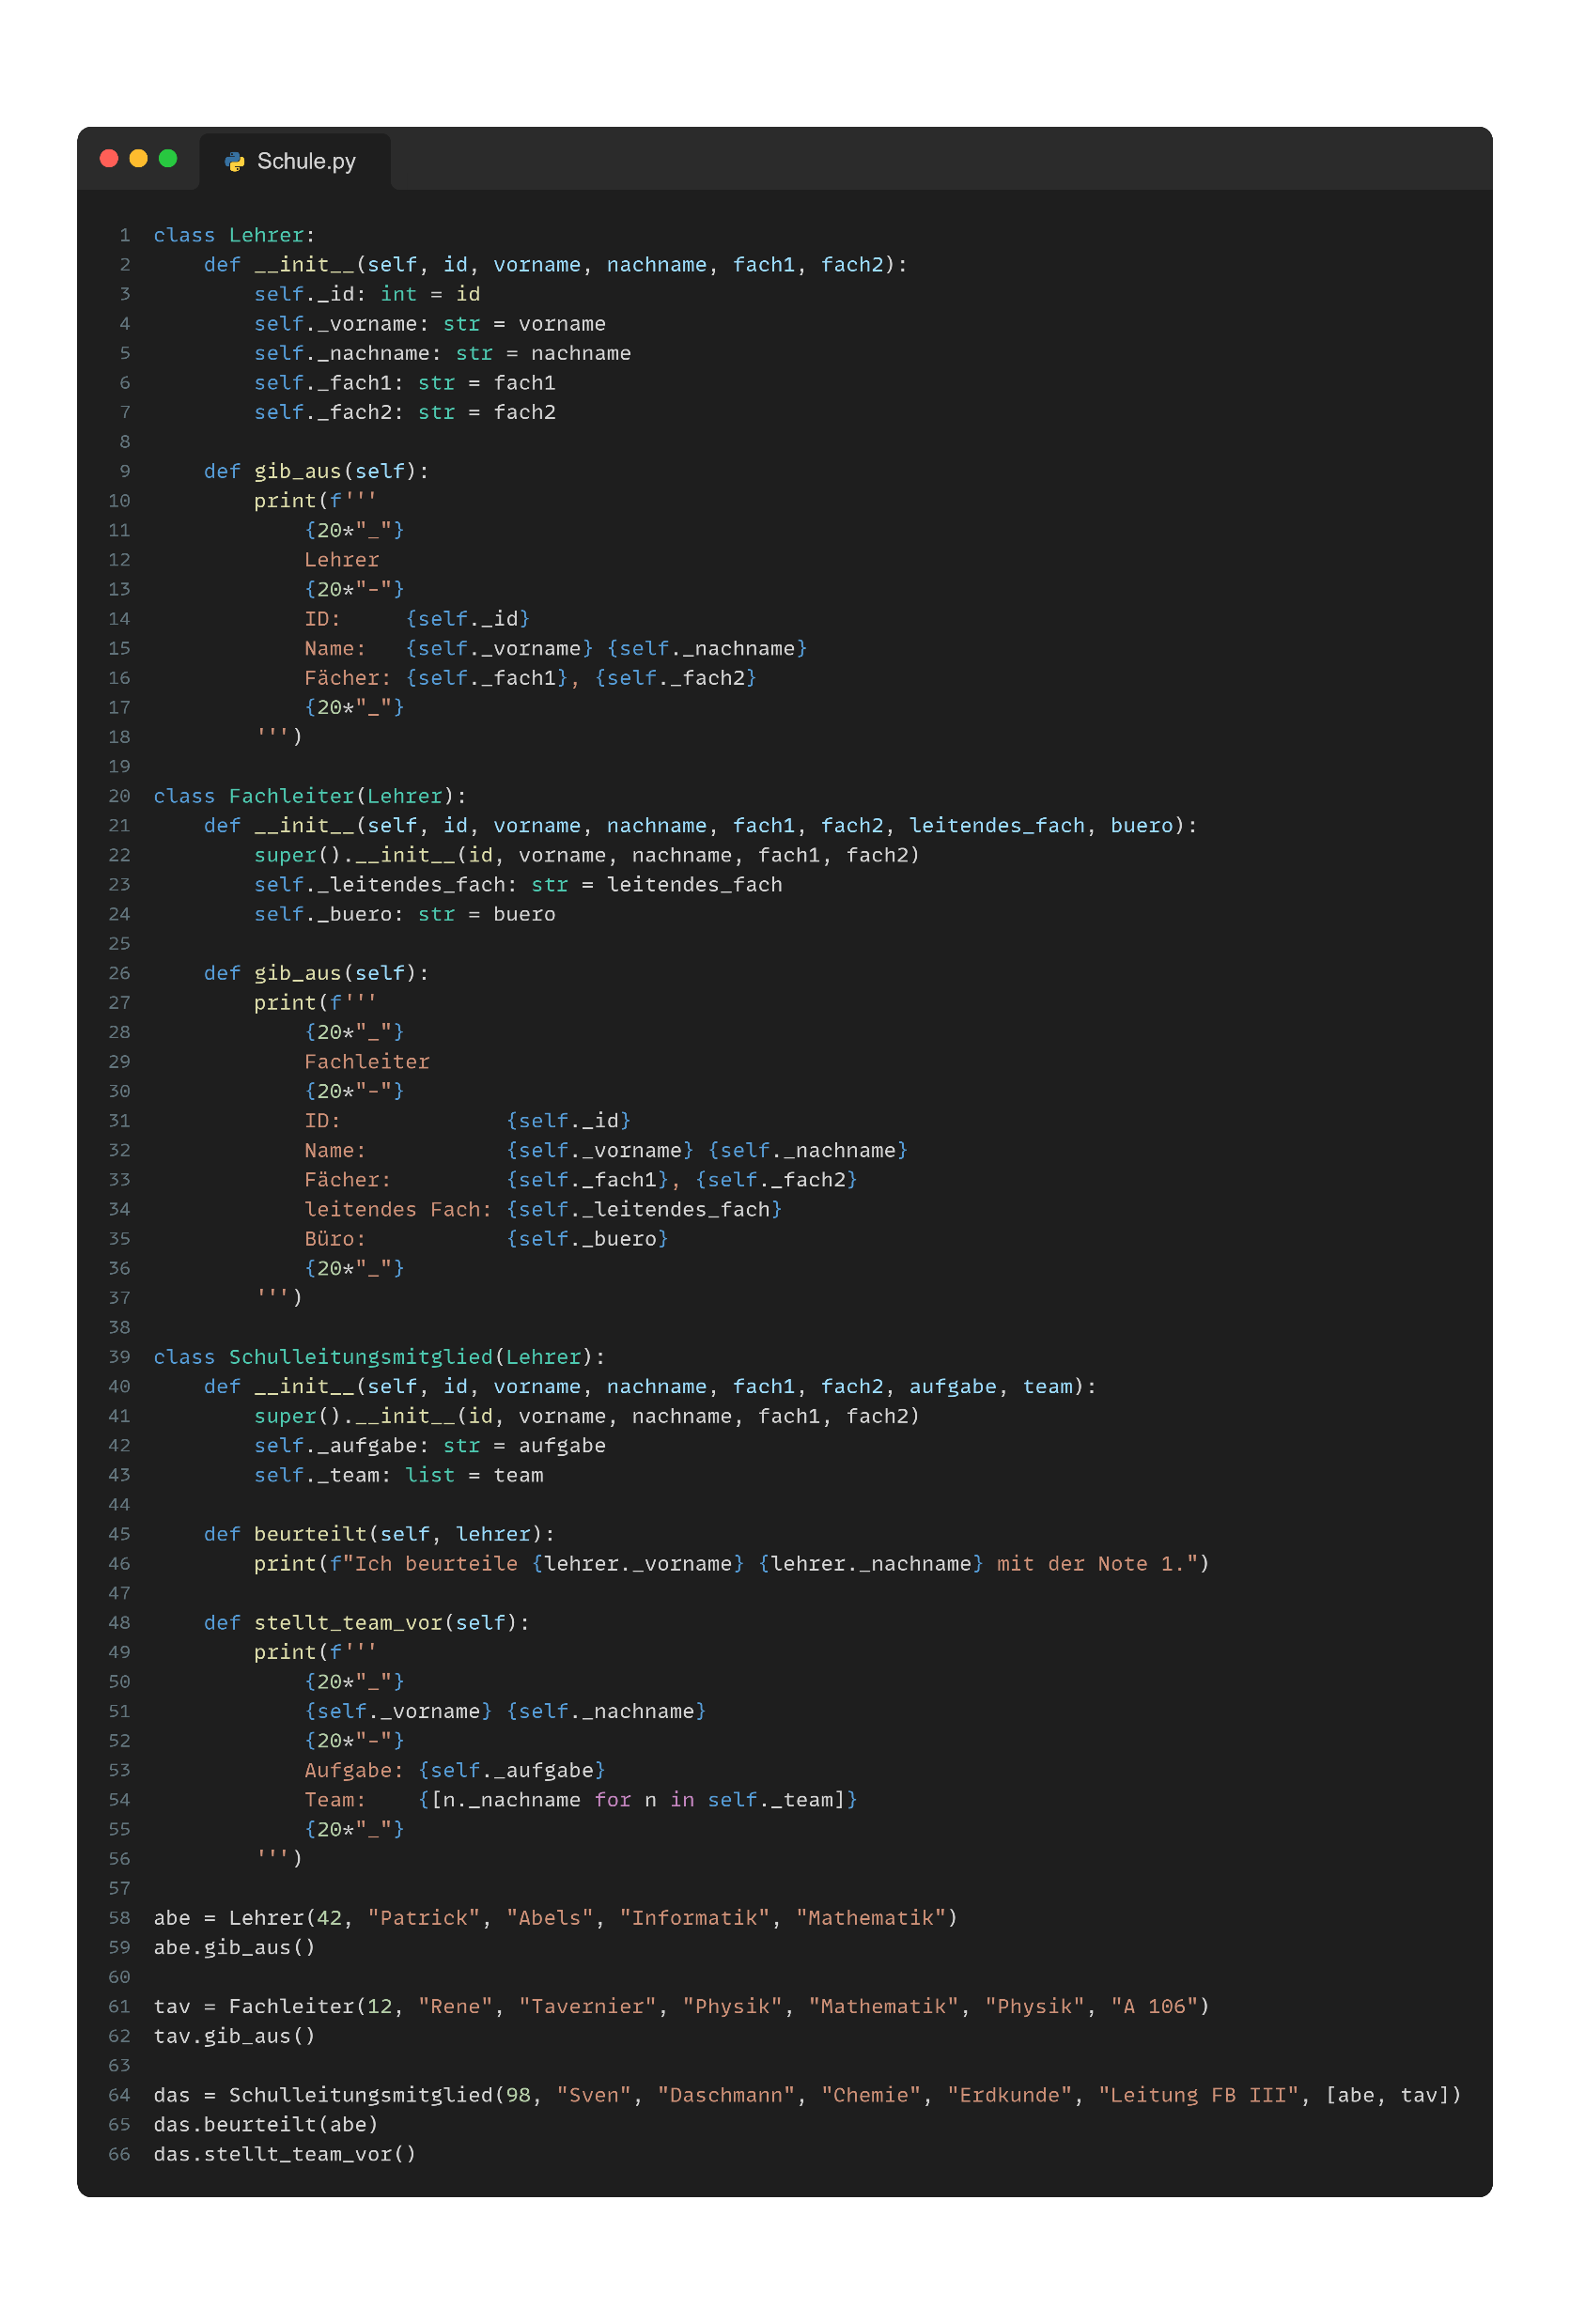 Schule.py
1 class Lehrer:
2     def __init__(self, id, vorname, nachname, fach1, fach2):
3         self._id: int = id
4         self._vorname: str = vorname
5         self._nachname: str = nachname
6         self._fach1: str = fach1
7         self._fach2: str = fach2
8
9     def gib_aus(self):
10         print(f'''
11             {20*"_"}
12             Lehrer
13             {20*"-"}
14             ID:     {self._id}
15             Name:   {self._vorname} {self._nachname}
16             Fächer: {self._fach1}, {self._fach2}
17             {20*"_"}
18         ''')
19
20 class Fachleiter(Lehrer):
21     def __init__(self, id, vorname, nachname, fach1, fach2, leitendes_fach, buero):
22         super().__init__(id, vorname, nachname, fach1, fach2)
23         self._leitendes_fach: str = leitendes_fach
24         self._buero: str = buero
25
26     def gib_aus(self):
27         print(f'''
28             {20*"_"}
29             Fachleiter
30             {20*"-"}
31             ID:             {self._id}
32             Name:           {self._vorname} {self._nachname}
33             Fächer:         {self._fach1}, {self._fach2}
34             leitendes Fach: {self._leitendes_fach}
35             Büro:           {self._buero}
36             {20*"_"}
37         ''')
38
39 class Schulleitungsmitglied(Lehrer):
40     def __init__(self, id, vorname, nachname, fach1, fach2, aufgabe, team):
41         super().__init__(id, vorname, nachname, fach1, fach2)
42         self._aufgabe: str = aufgabe
43         self._team: list = team
44
45     def beurteilt(self, lehrer):
46         print(f"Ich beurteile {lehrer._vorname} {lehrer._nachname} mit der Note 1.")
47
48     def stellt_team_vor(self):
49         print(f'''
50             {20*"_"}
51             {self._vorname} {self._nachname}
52             {20*"-"}
53             Aufgabe: {self._aufgabe}
54             Team:    {[n._nachname for n in self._team]}
55             {20*"_"}
56         ''')
57
58 abe = Lehrer(42, "Patrick", "Abels", "Informatik", "Mathematik")
59 abe.gib_aus()
60
61 tav = Fachleiter(12, "Rene", "Tavernier", "Physik", "Mathematik", "Physik", "A 106")
62 tav.gib_aus()
63
64 das = Schulleitungsmitglied(98, "Sven", "Daschmann", "Chemie", "Erdkunde", "Leitung FB III", [abe, tav])
65 das.beurteilt(abe)
66 das.stellt_team_vor()